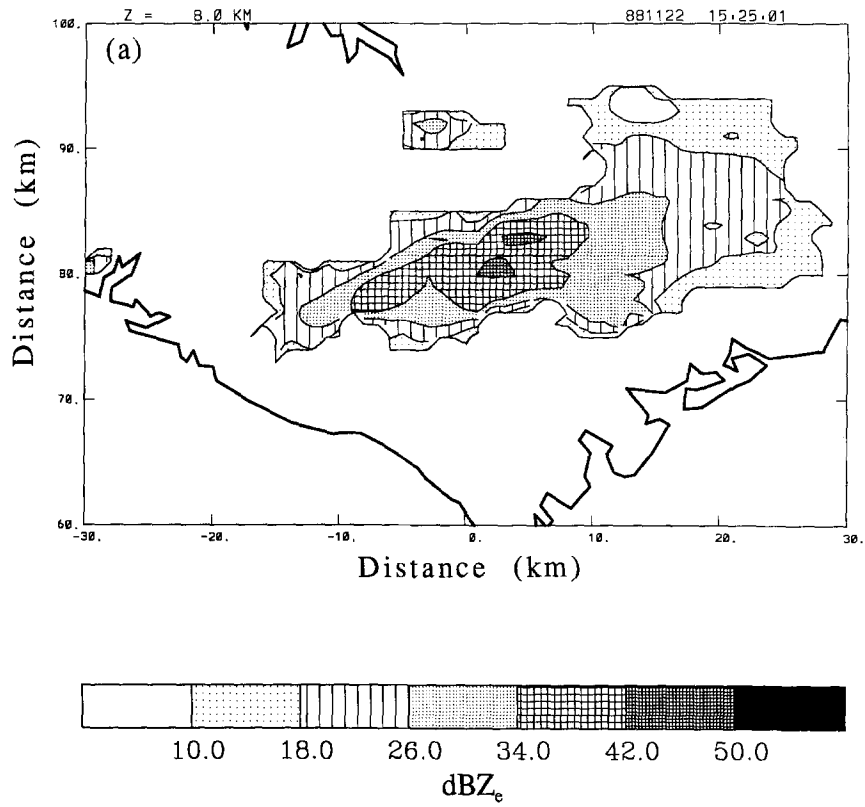 Z = 8.0 KM 881122 15:25:01
100.
(a)
90.
80.
70.
60.
Distance (km)
-30. -20. -10. 0. 10. 20. 30.
Distance (km)
10.0 18.0 26.0 34.0 42.0 50.0
dBZe